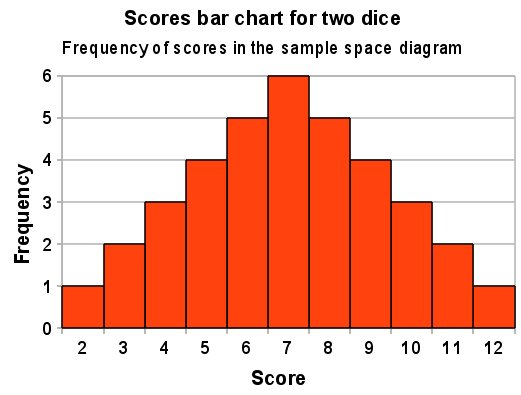 Scores bar chart for two dice
Frequency of scores in the sample space diagram
6
5
4
3
2
1
0
Frequency
2 3 4 5 6 7 8 9 10 11 12
Score